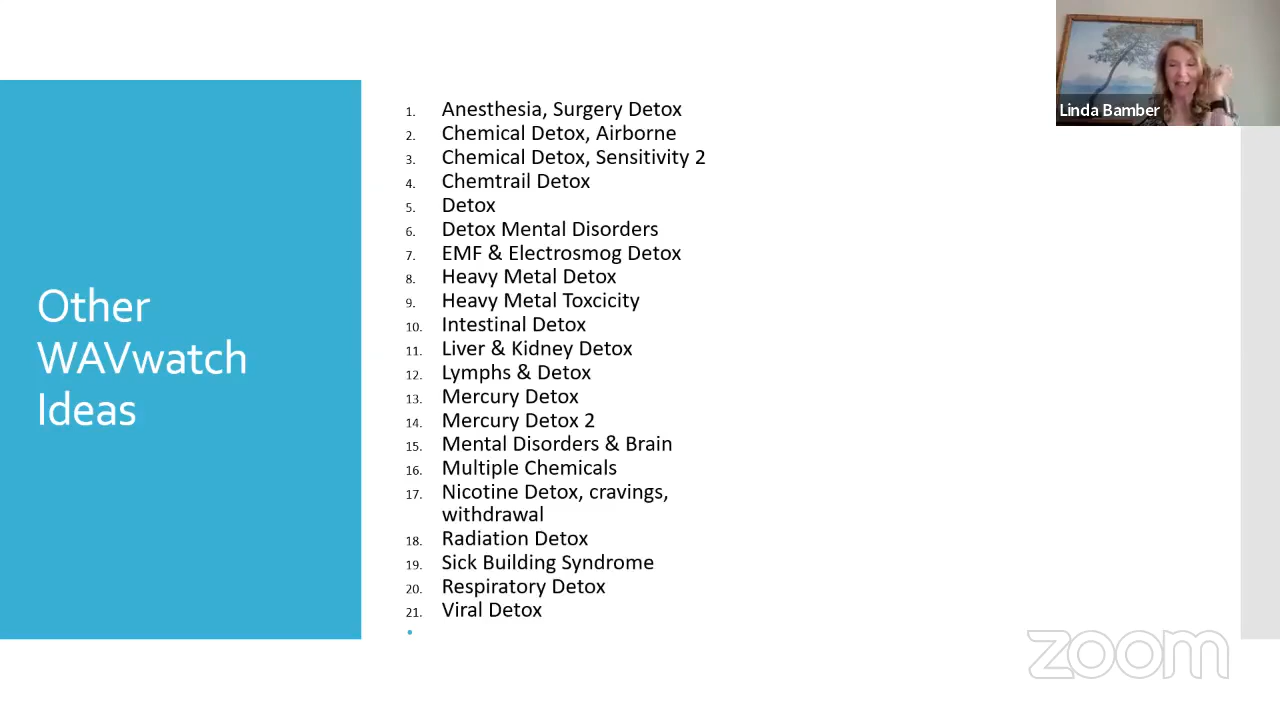 Linda Bamber
Other
WAVwatch
Ideas
1. Anesthesia, Surgery Detox
2. Chemical Detox, Airborne
3. Chemical Detox, Sensitivity 2
4. Chemtrail Detox
5. Detox
6. Detox Mental Disorders
7. EMF & Electrosmog Detox
8. Heavy Metal Detox
9. Heavy Metal Toxcicity
10. Intestinal Detox
11. Liver & Kidney Detox
12. Lymphs & Detox
13. Mercury Detox
14. Mercury Detox 2
15. Mental Disorders & Brain
16. Multiple Chemicals
17. Nicotine Detox, cravings,
withdrawal
18. Radiation Detox
19. Sick Building Syndrome
20. Respiratory Detox
21. Viral Detox
•
zoom